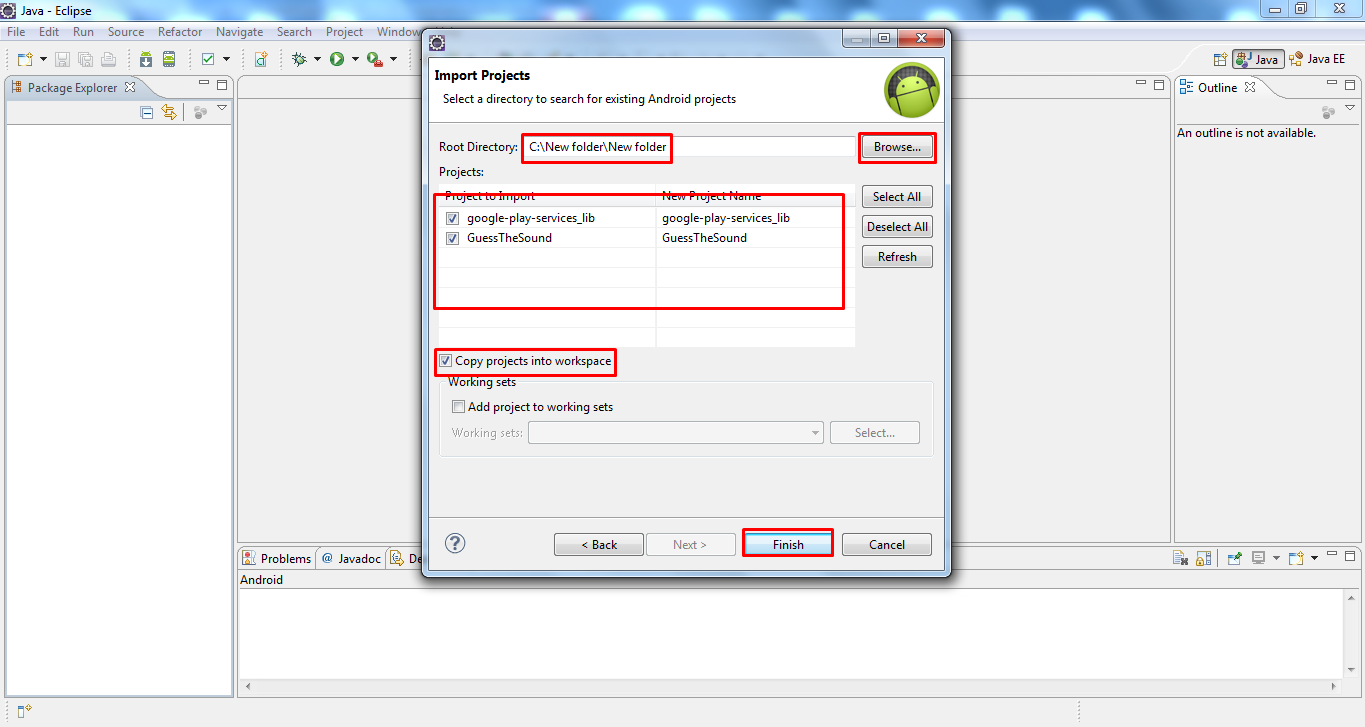 Java - Eclipse
File Edit Run Source Refactor Navigate Search Project Window
Java Java EE
Package Explorer
Outline
An outline is not available.
Import Projects
Select a directory to search for existing Android projects
Root Directory: C:\New folder\New folder Browse...
Projects:
Project to Import New Project Name
google-play-services_lib google-play-services_lib
GuessTheSound GuessTheSound
Select All
Deselect All
Refresh
Copy projects into workspace
Working sets
Add project to working sets
Working sets: Select...
? < Back Next > Finish Cancel
Problems @ Javadoc De
Android